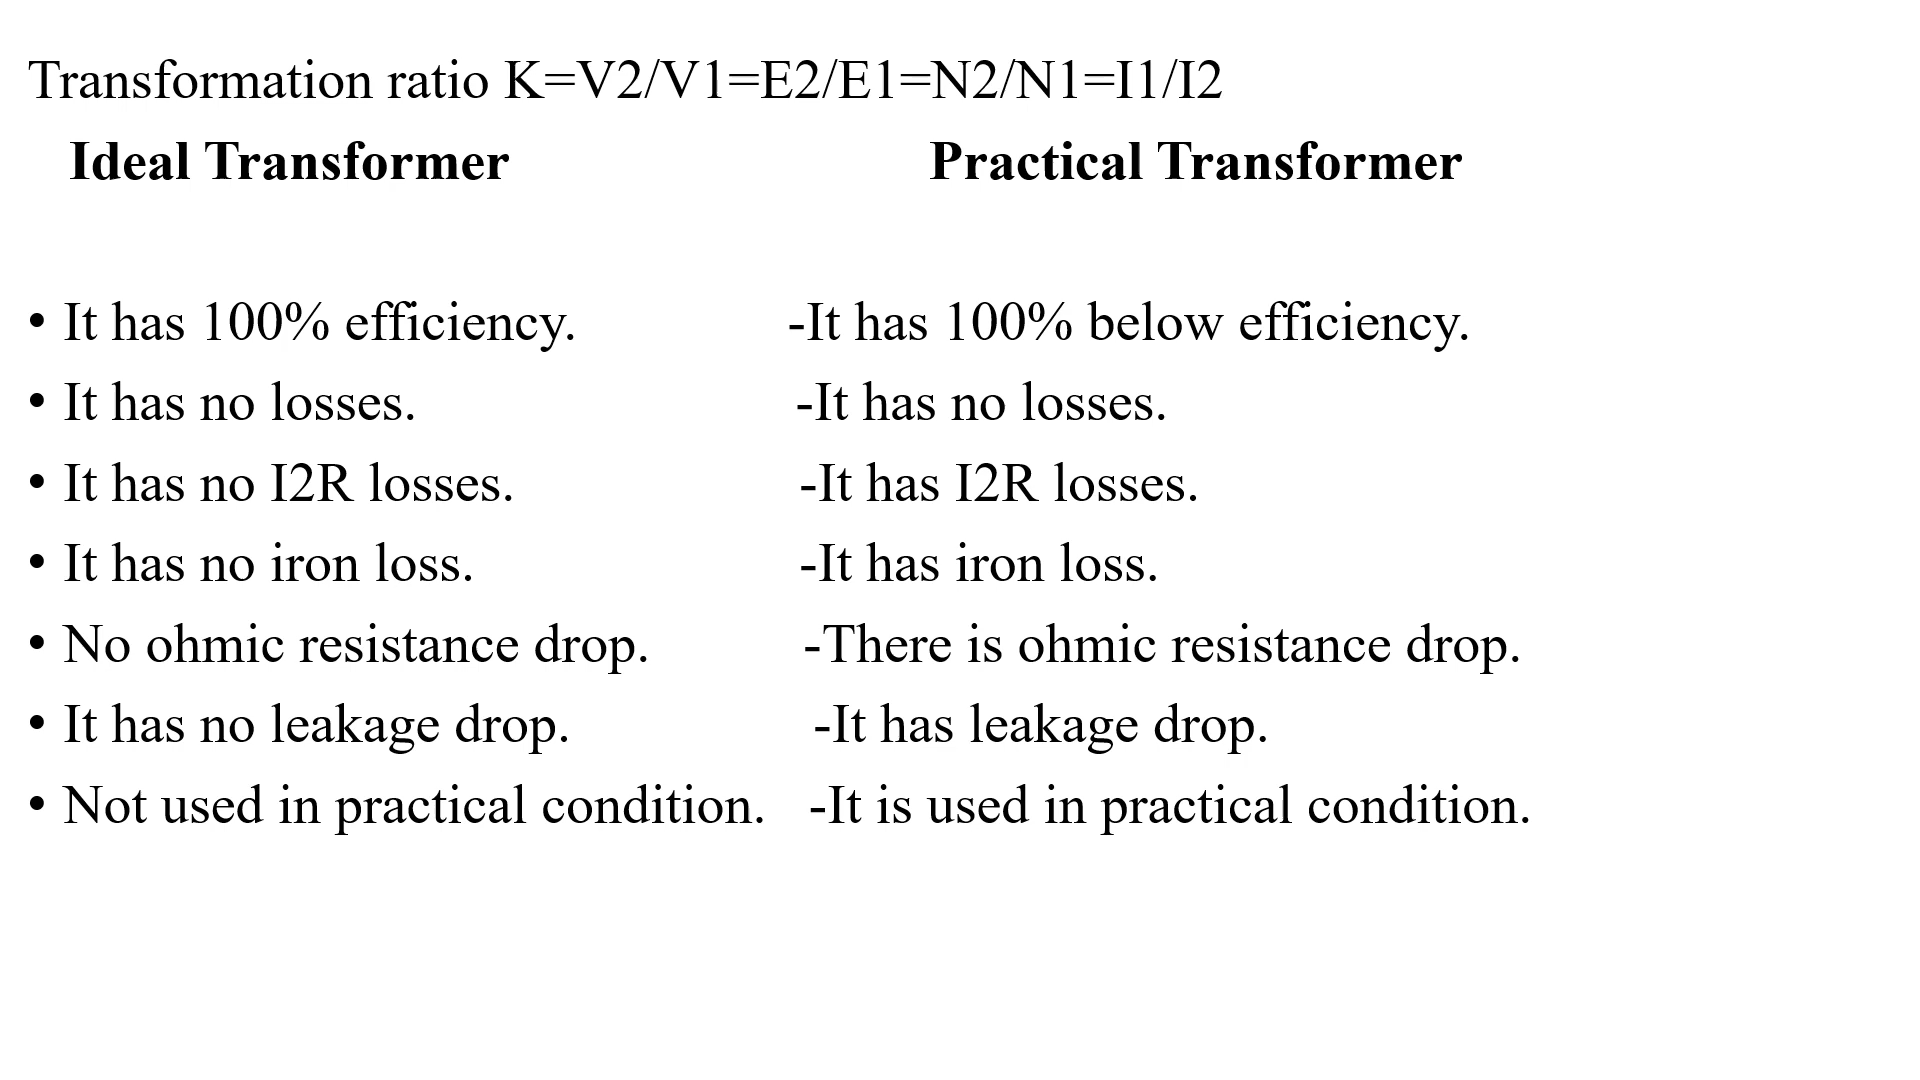 Transformation ratio K=V2/V1=E2/E1=N2/N1=I1/I2
Ideal Transformer Practical Transformer
• It has 100% efficiency. -It has 100% below efficiency.
• It has no losses. -It has no losses.
• It has no I2R losses. -It has I2R losses.
• It has no iron loss. -It has iron loss.
• No ohmic resistance drop. -There is ohmic resistance drop.
• It has no leakage drop. -It has leakage drop.
• Not used in practical condition. -It is used in practical condition.